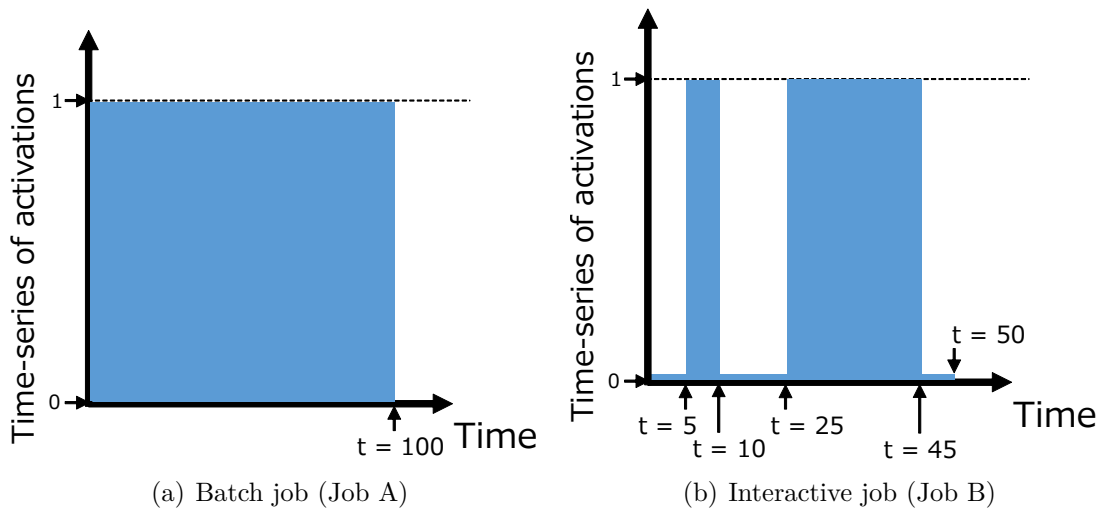 Time-series of activations
1
0
t = 100
Time
(a) Batch job (Job A)
Time-series of activations
1
0
t = 5
t = 10
t = 25
t = 45
t = 50
Time
(b) Interactive job (Job B)